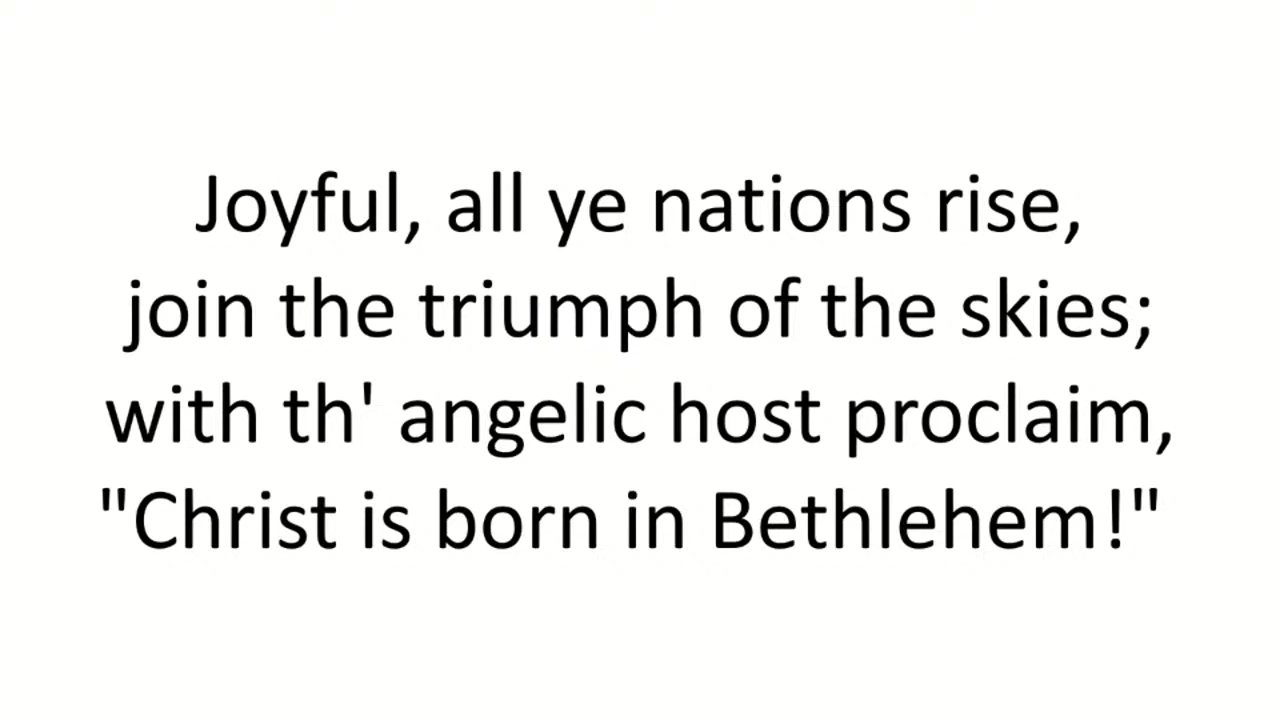 Joyful, all ye nations rise,
join the triumph of the skies;
with th' angelic host proclaim,
"Christ is born in Bethlehem!"